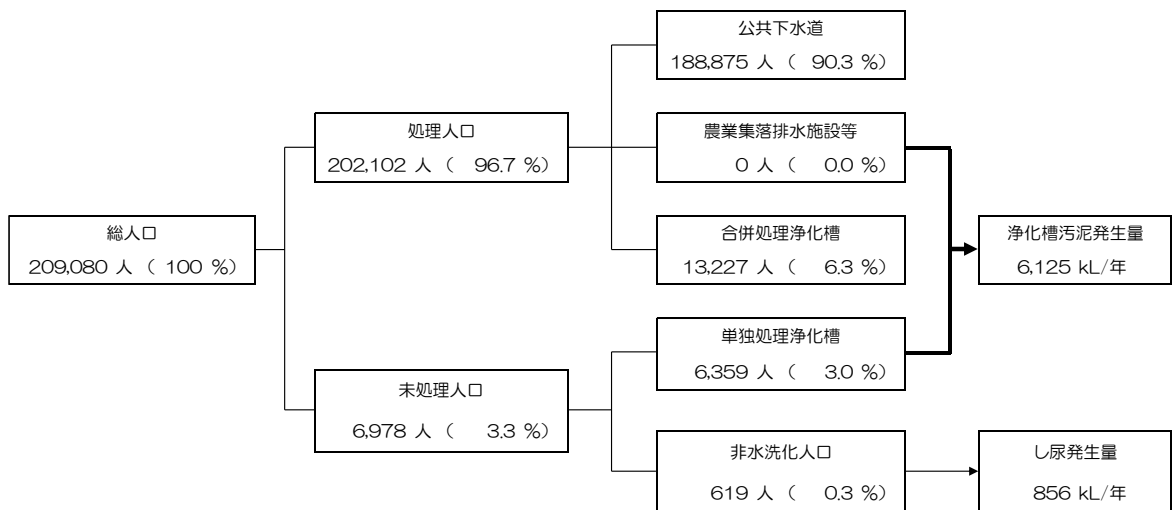 公共下水道
188,875 人 ( 90.3 %)
処理人口
202,102 人 ( 96.7 %)
農業集落排水施設等
0 人 ( 0.0 %)
総人口
209,080 人 ( 100 %)
合併処理浄化槽
13,227 人 ( 6.3 %)
浄化槽汚泥発生量
6,125 kL/年
単独処理浄化槽
6,359 人 ( 3.0 %)
未処理人口
6,978 人 ( 3.3 %)
非水洗化人口
619 人 ( 0.3 %)
し尿発生量
856 kL/年